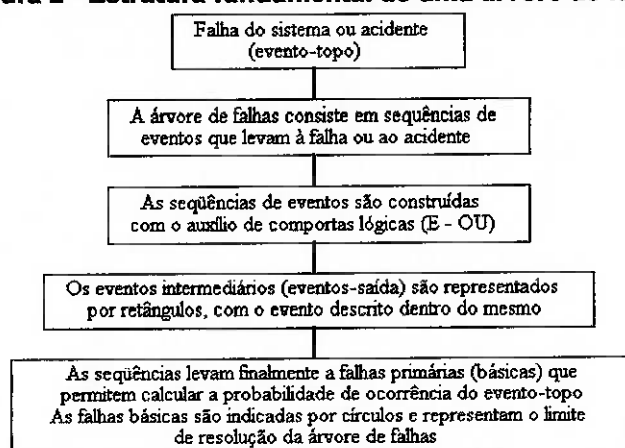 Estrutura fundamental de uma
Falha do sistema ou acidente
(evento-topo)
A árvore de falhas consiste em sequências de
eventos que levam à falha ou ao acidente
As seqüências de eventos são construídas
com o auxílio de comportas lógicas (E - OU)
Os eventos intermediários (eventos-saída) são representados
por retângulos, com o evento descrito dentro do mesmo
As seqüências levam finalmente a falhas primárias (básicas) que
permitem calcular a probabilidade de ocorrência do evento-topo
As falhas básicas são indicadas por círculos e representam o limite
de resolução da árvore de falhas